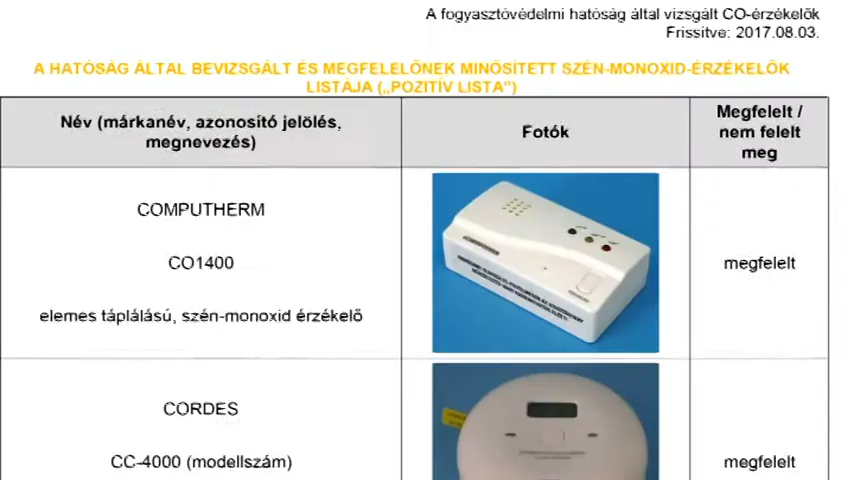 A fogyasztóvédelmi hatóság által vizsgált CO-érzékelők
Frissítve: 2017.08.03.
A HATÓSÁG ÁLTAL BEVIZSGÁLT ÉS MEGFELELŐNEK MINŐSÍTETT SZÉN-MONOXID-ÉRZÉKELŐK
LISTÁJA („POZITÍV LISTA")
Név (márkanév, azonosító jelölés,
megnevezés)
Fotók
Megfelelt /
nem felelt
meg
COMPUTHERM
CO1400
elemes táplálású, szén-monoxid érzékelő
megfelelt
CORDES
CC-4000 (modellszám)
megfelelt